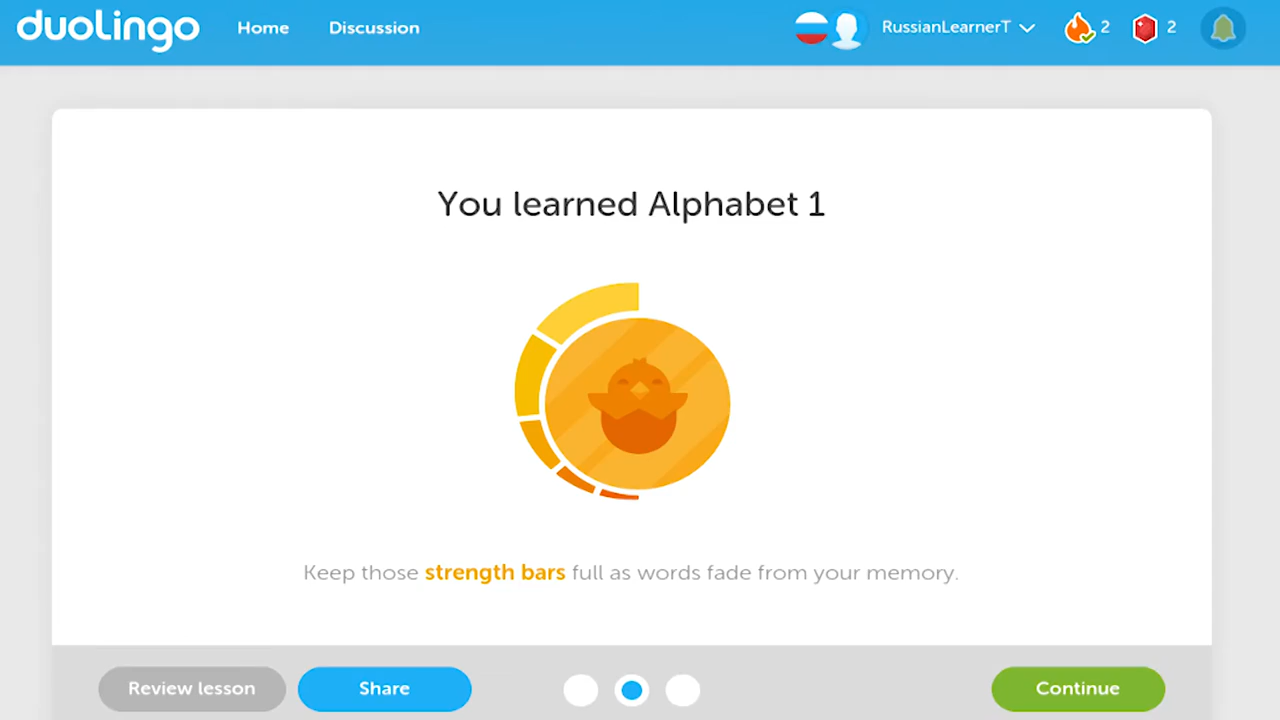 duolingo
Home
Discussion
RussianLearnerT
2
2
You learned Alphabet 1
Keep those strength bars full as words fade from your memory.
Review lesson
Share
Continue